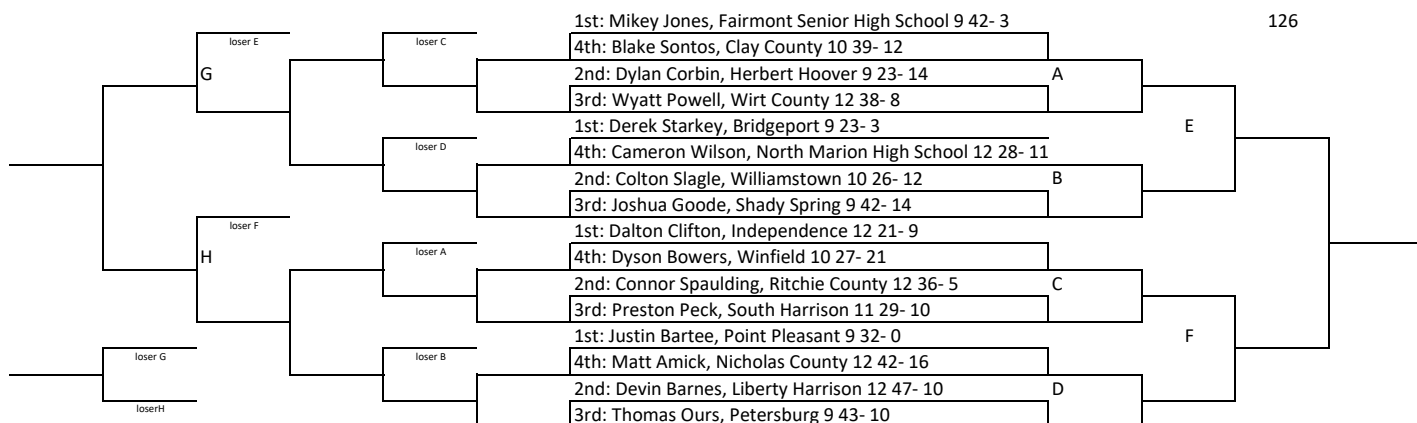 1st: Mikey Jones, Fairmont Senior High School 9 42- 3 126
loser E loser C
4th: Blake Sontos, Clay County 10 39- 12
G 2nd: Dylan Corbin, Herbert Hoover 9 23- 14 A
3rd: Wyatt Powell, Wirt County 12 38- 8
1st: Derek Starkey, Bridgeport 9 23- 3 E
loser D
4th: Cameron Wilson, North Marion High School 12 28- 11
2nd: Colton Slagle, Williamstown 10 26- 12 B
3rd: Joshua Goode, Shady Spring 9 42- 14
loser F
1st: Dalton Clifton, Independence 12 21- 9
loser A
H 4th: Dyson Bowers, Winfield 10 27- 21
2nd: Connor Spaulding, Ritchie County 12 36- 5 C
3rd: Preston Peck, South Harrison 11 29- 10
1st: Justin Bartee, Point Pleasant 9 32- 0 F
loser G loser B
4th: Matt Amick, Nicholas County 12 42- 16
2nd: Devin Barnes, Liberty Harrison 12 47- 10 D
loserH
3rd: Thomas Ours, Petersburg 9 43- 10